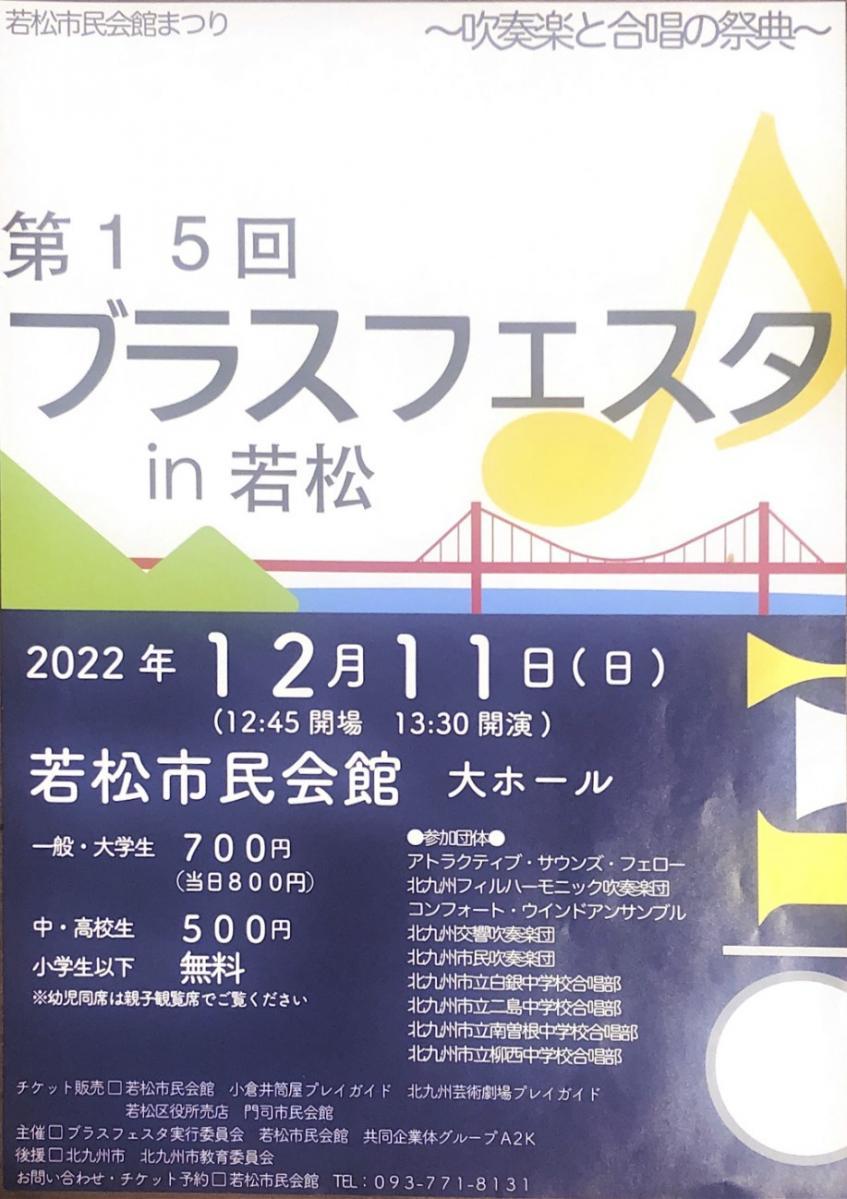 若松市民会館まつり
～吹奏楽と合唱の祭典～
第１５回
ブラスフェスタ
in 若松
2022 年 12月11日(日)
(12:45 開場　13:30 開演)
若松市民会館　大ホール
一般・大学生　７００円
(当日８００円)
中・高校生　５００円
小学生以下　無料
※幼児同席は親子観覧席でご覧ください
●参加団体●
アトラクティブ・サウンズ・フェロー
北九州フィルハーモニック吹奏楽団
コンフォート・ウインドアンサンブル
北九州交響吹奏楽団
北九州市民吹奏楽団
北九州市立白銀中学校合唱部
北九州市立二島中学校合唱部
北九州市立南曽根中学校合唱部
北九州市立柳西中学校合唱部
チケット販売□若松市民会館　小倉井筒屋プレイガイド　北九州芸術劇場プレイガイド
若松区役所売店　門司市民会館
主催□ブラスフェスタ実行委員会　若松市民会館　共同企業体グループA2K
後援□北九州市　北九州市教育委員会
お問い合わせ・チケット予約□若松市民会館　TEL：093-771-8131